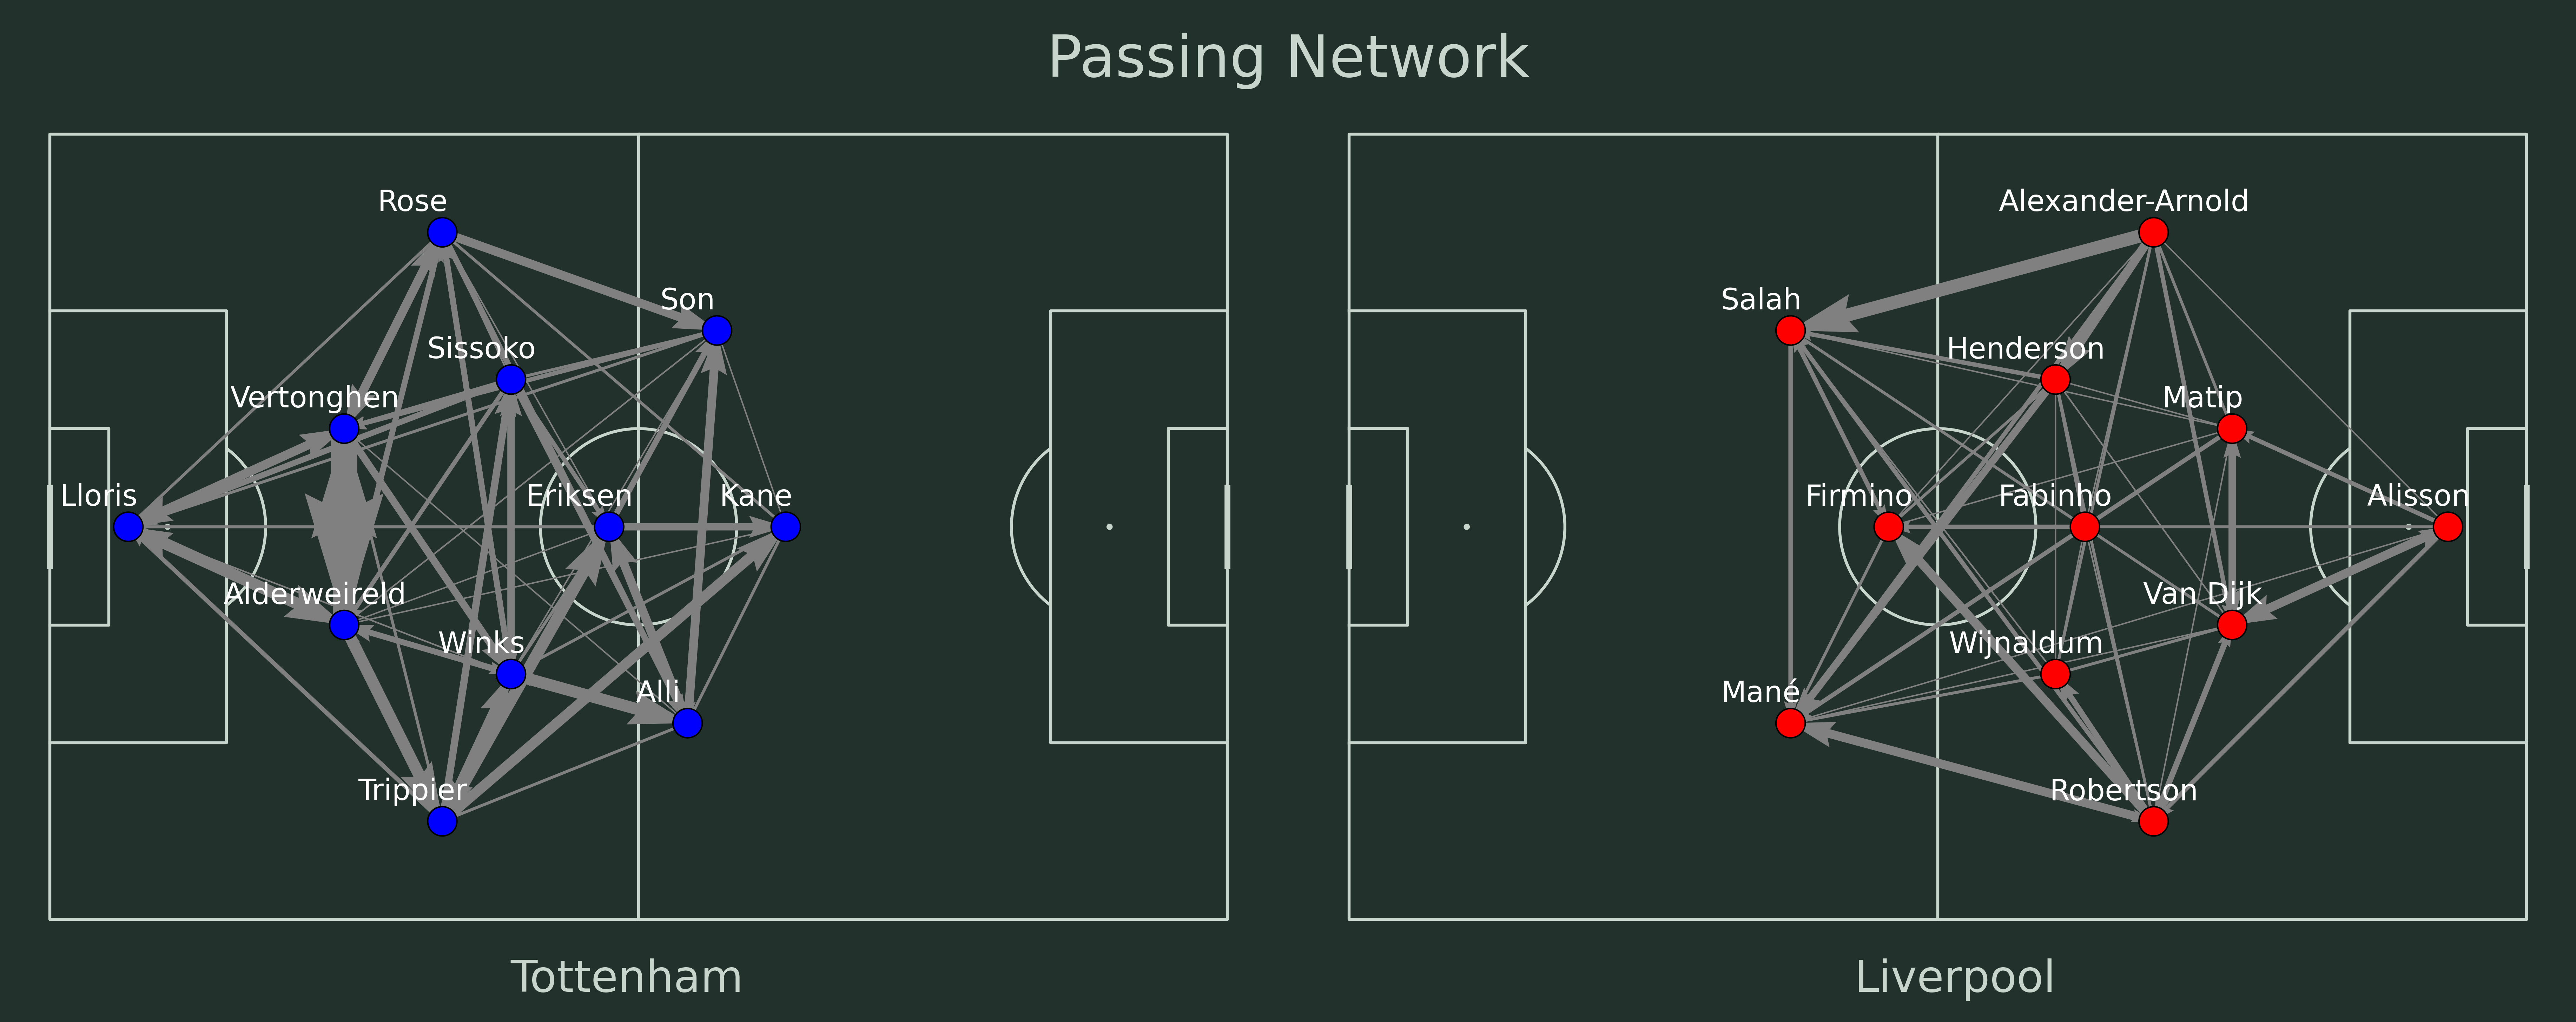 Passing Network
Rose
Son
Sissoko
Vertonghen
Lloris
Eriksen
Kane
Alderweireld
Winks
Alli
Trippier
Tottenham
Alexander-Arnold
Salah
Henderson
Matip
Firmino
Fabinho
Alisson
Van Dijk
Wijnaldum
Mané
Robertson
Liverpool